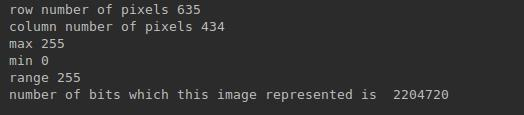 row number of pixels 635
column number of pixels 434
max 255
min 0
range 255
number of bits which this image represented is  2204720